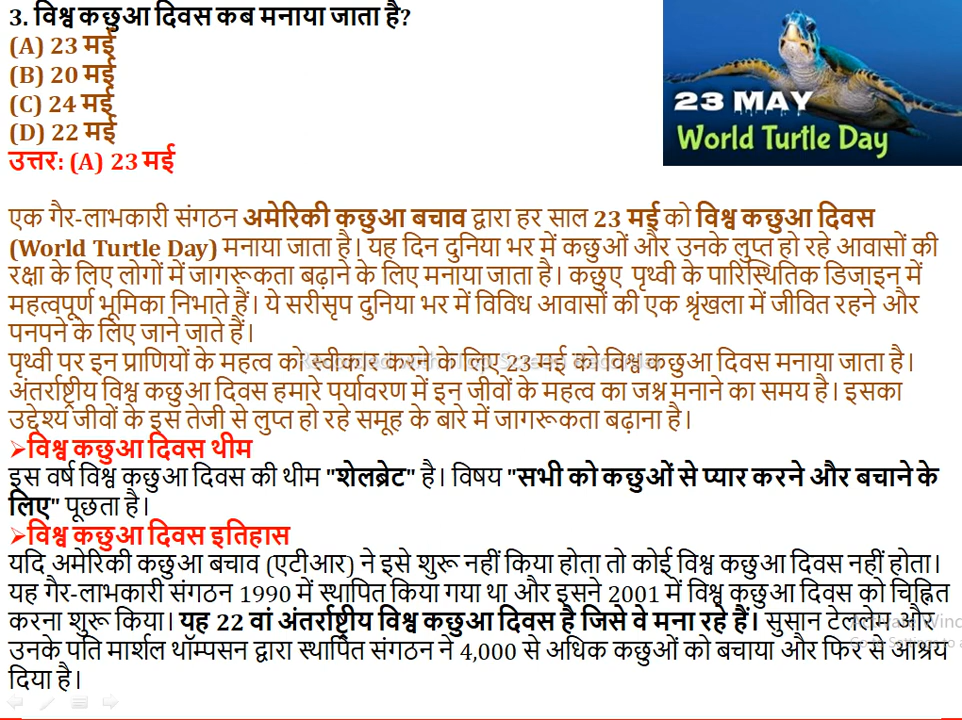 3. विश्व कछुआ दिवस कब मनाया जाता है?
(A) 23 मई
(B) 20 मई
(C) 24 मई
(D) 22 मई
उत्तर: (A) 23 मई
23 MAY
World Turtle Day
एक गैर-लाभकारी संगठन अमेरिकी कछुआ बचाव द्वारा हर साल 23 मई को विश्व कछुआ दिवस
(World Turtle Day) मनाया जाता है। यह दिन दुनिया भर में कछुओं और उनके लुप्त हो रहे आवासों की
रक्षा के लिए लोगों में जागरूकता बढ़ाने के लिए मनाया जाता है। कछुए पृथ्वी के पारिस्थितिक डिजाइन में
महत्वपूर्ण भूमिका निभाते हैं। ये सरीसृप दुनिया भर में विविध आवासों की एक श्रृंखला में जीवित रहने और
पनपने के लिए जाने जाते हैं।
पृथ्वी पर इन प्राणियों के महत्व को स्वीकार करने के लिए 23 मई को विश्व कछुआ दिवस मनाया जाता है।
अंतर्राष्ट्रीय विश्व कछुआ दिवस हमारे पर्यावरण में इन जीवों के महत्व का जश्न मनाने का समय है। इसका
उद्देश्य जीवों के इस तेजी से लुप्त हो रहे समूह के बारे में जागरूकता बढ़ाना है।
➢विश्व कछुआ दिवस थीम
इस वर्ष विश्व कछुआ दिवस की थीम "शेलब्रेट" है। विषय "सभी को कछुओं से प्यार करने और बचाने के
लिए" पूछता है।
➢विश्व कछुआ दिवस इतिहास
यदि अमेरिकी कछुआ बचाव (एटीआर) ने इसे शुरू नहीं किया होता तो कोई विश्व कछुआ दिवस नहीं होता।
यह गैर-लाभकारी संगठन 1990 में स्थापित किया गया था और इसने 2001 में विश्व कछुआ दिवस को चिह्नित
करना शुरू किया। यह 22 वां अंतर्राष्ट्रीय विश्व कछुआ दिवस है जिसे वे मना रहे हैं। सुसान टेललेम और
उनके पति मार्शल थॉम्पसन द्वारा स्थापित संगठन ने 4,000 से अधिक कछुओं को बचाया और फिर से आश्रय
दिया है।